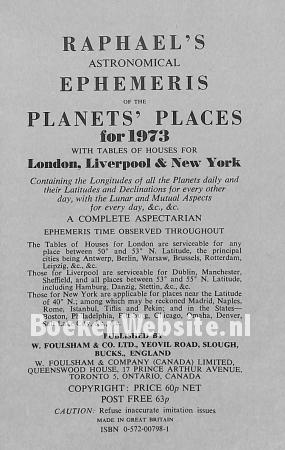 RAPHAEL'S
ASTRONOMICAL
EPHEMERIS
OF THE
PLANETS' PLACES
for 1973
WITH TABLES OF HOUSES FOR
London, Liverpool & New York
Containing the Longitudes of all the Planets daily and
their Latitudes and Declinations for every other
day, with the Lunar and Mutual Aspects
for every day, &c., &c.
A COMPLETE ASPECTARIAN
EPHEMERIS TIME OBSERVED THROUGHOUT
The Tables of Houses for London are serviceable for any
place between 50° and 53° N. Latitude, the principal
cities being Antwerp, Berlin, Warsaw, Brussels, Rotterdam,
Leipzig, &c., &c.
Those for Liverpool are serviceable for Dublin, Manchester,
Sheffield, and all places between 53° and 55° N. Latitude,
including Hamburg, Danzig, Stettin, &c., &c.
Those for New York are applicable for places near the Latitude
of 40° N.; among which may be reckoned Madrid, Naples,
Rome, Istanbul, Tiflis and Pekin; and in the States—
Boston, Philadelphia, Chicago, Omaha, Denver,
BoekenWebsite.nl
PUBLISHED BY
W. FOULSHAM & CO. LTD., YEOVIL ROAD, SLOUGH,
BUCKS., ENGLAND
W. FOULSHAM & COMPANY (CANADA) LIMITED,
QUEENSWOOD HOUSE, 17 PRINCE ARTHUR AVENUE,
TORONTO 5, ONTARIO, CANADA
COPYRIGHT: PRICE 60p NET
POST FREE 63p
CAUTION: Refuse inaccurate imitation issues
MADE IN GREAT BRITAIN
ISBN 0-572-00798-1